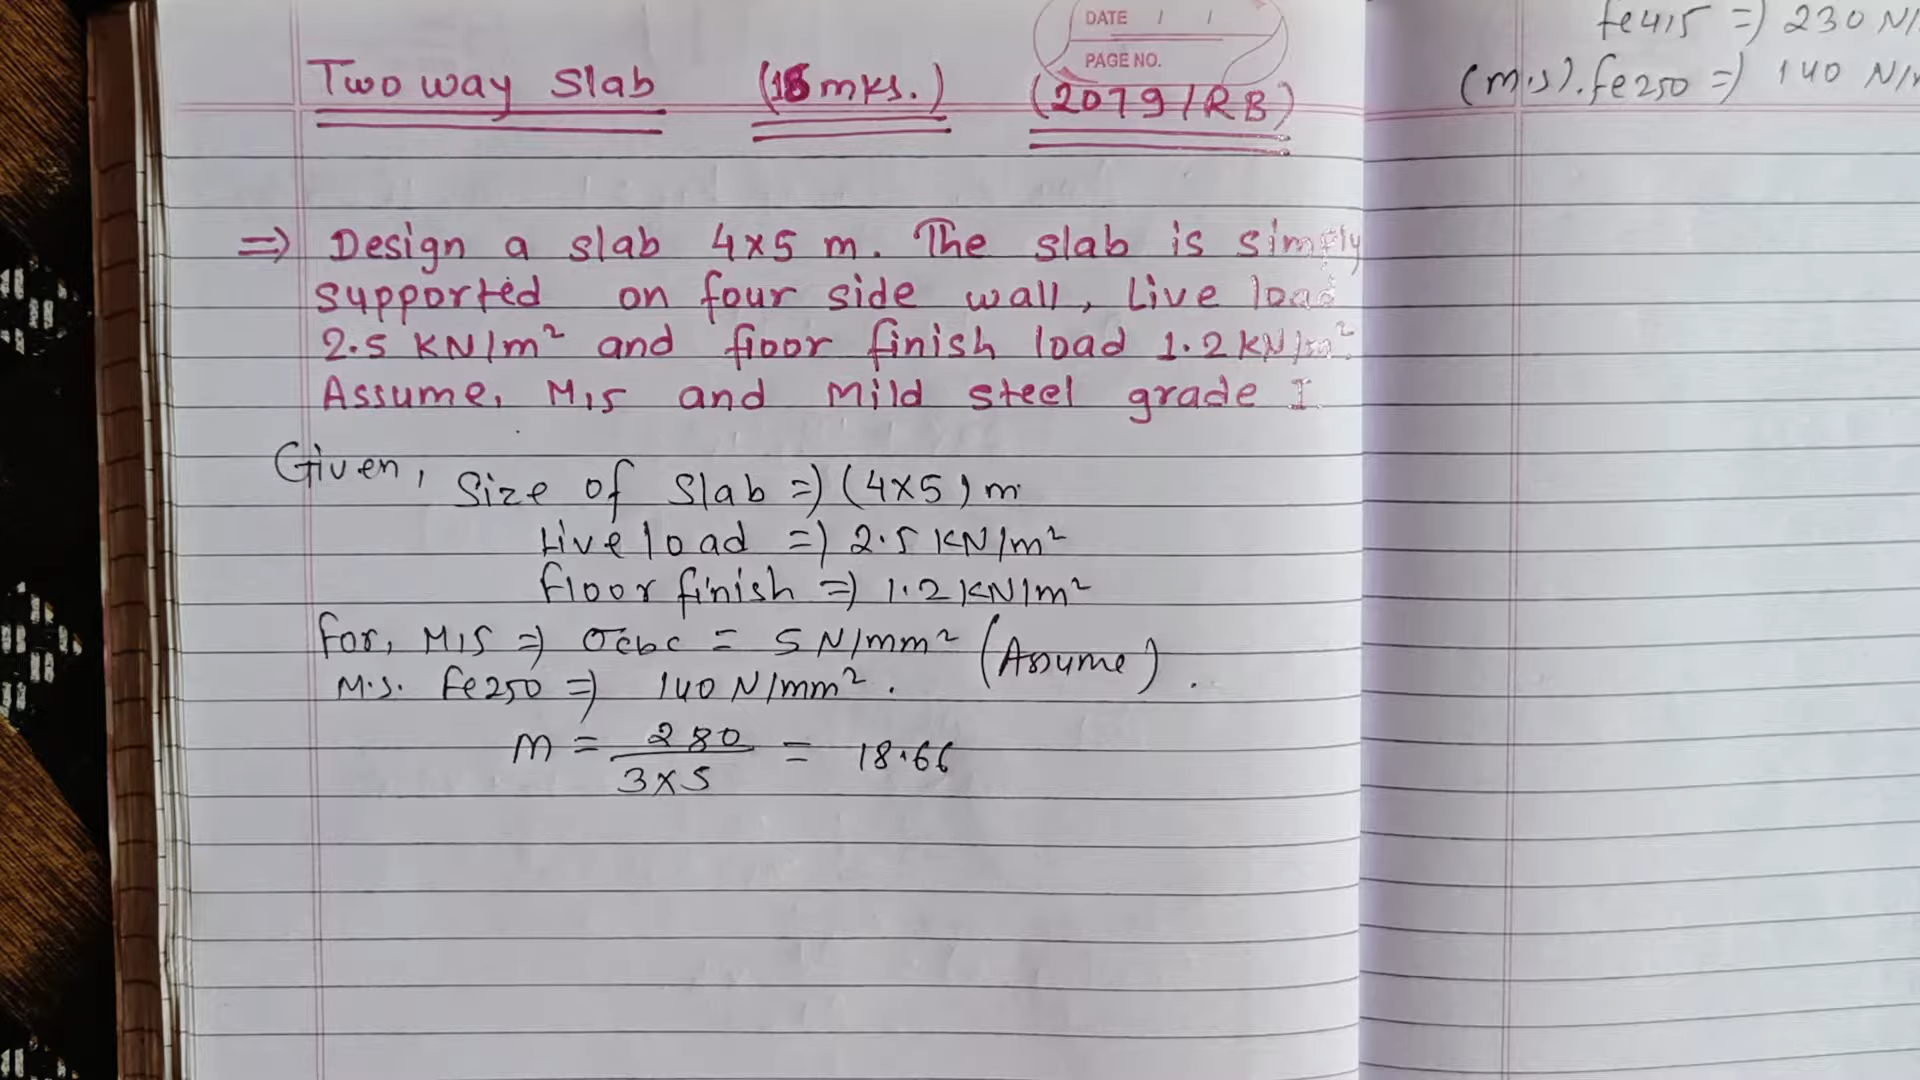 DATE / /
PAGE NO.
Two way Slab (15 mks.) (2079/RB)
=> Design a slab 4x5 m. The slab is simply
supported on four side wall, Live load
2.5 KN/m² and floor finish load 1.2 KN/m².
Assume, M15 and Mild steel grade I
Given, Size of Slab => (4x5) m.
Live load => 2.5 KN/m²
Floor finish => 1.2 KN/m²
For, M15 => σcbc = 5 N/mm² (Assume).
M.S. Fe250 => 140 N/mm².
m = 280 / 3x5 = 18.66
fe415 => 230 N/
(m.s). fe250 => 140 N/